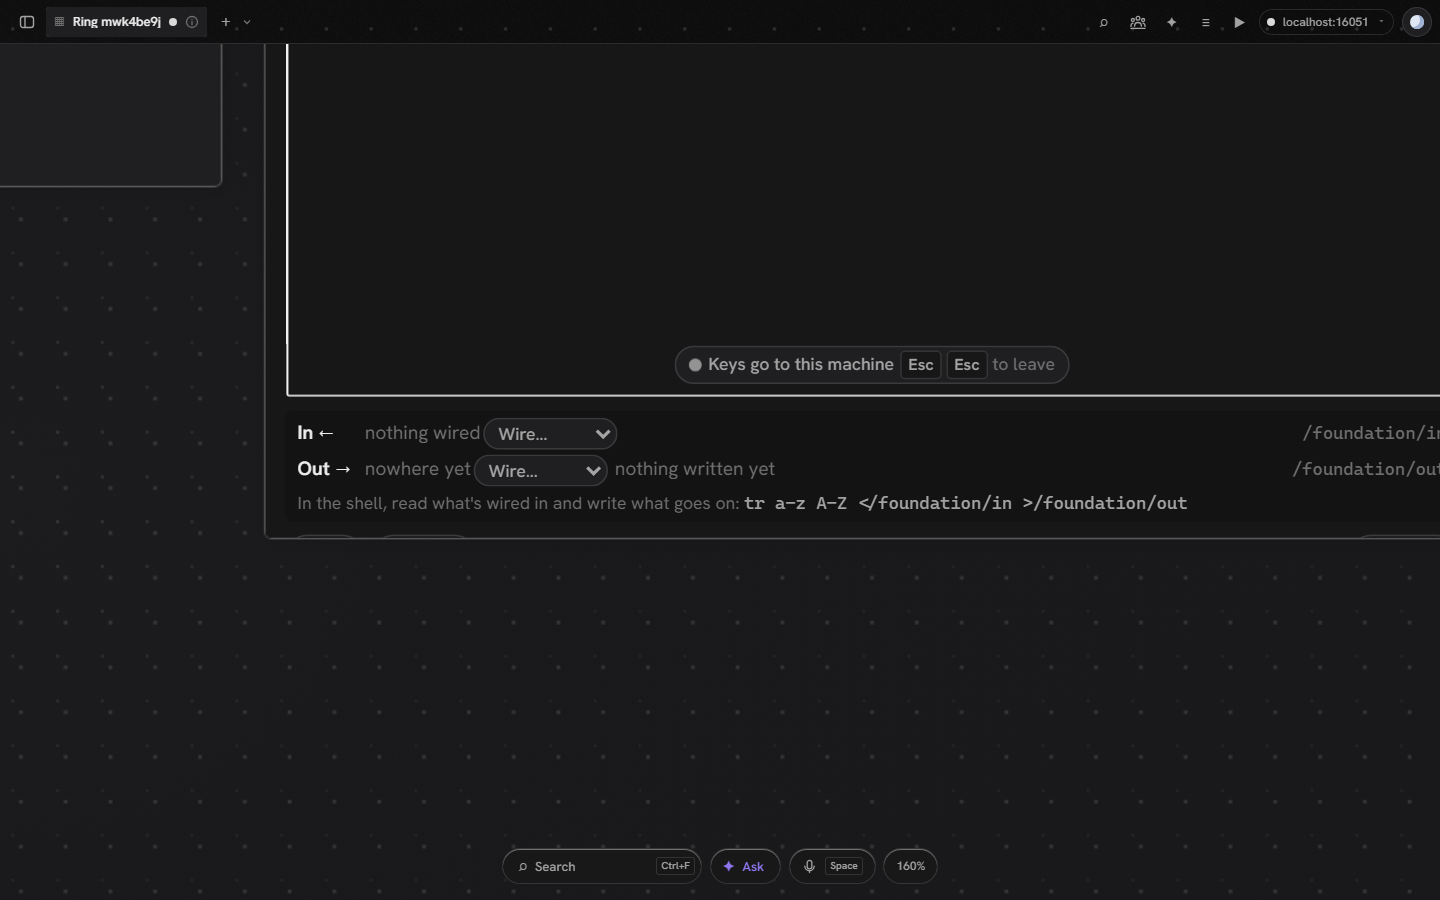 Ring mwk4be9j
localhost:16051
Keys go to this machine Esc Esc to leave
In ← nothing wired Wire...
Out → nowhere yet Wire... nothing written yet
In the shell, read what's wired in and write what goes on: tr a-z A-Z </foundation/in >/foundation/out
Search Ctrl+F Ask Space 160%